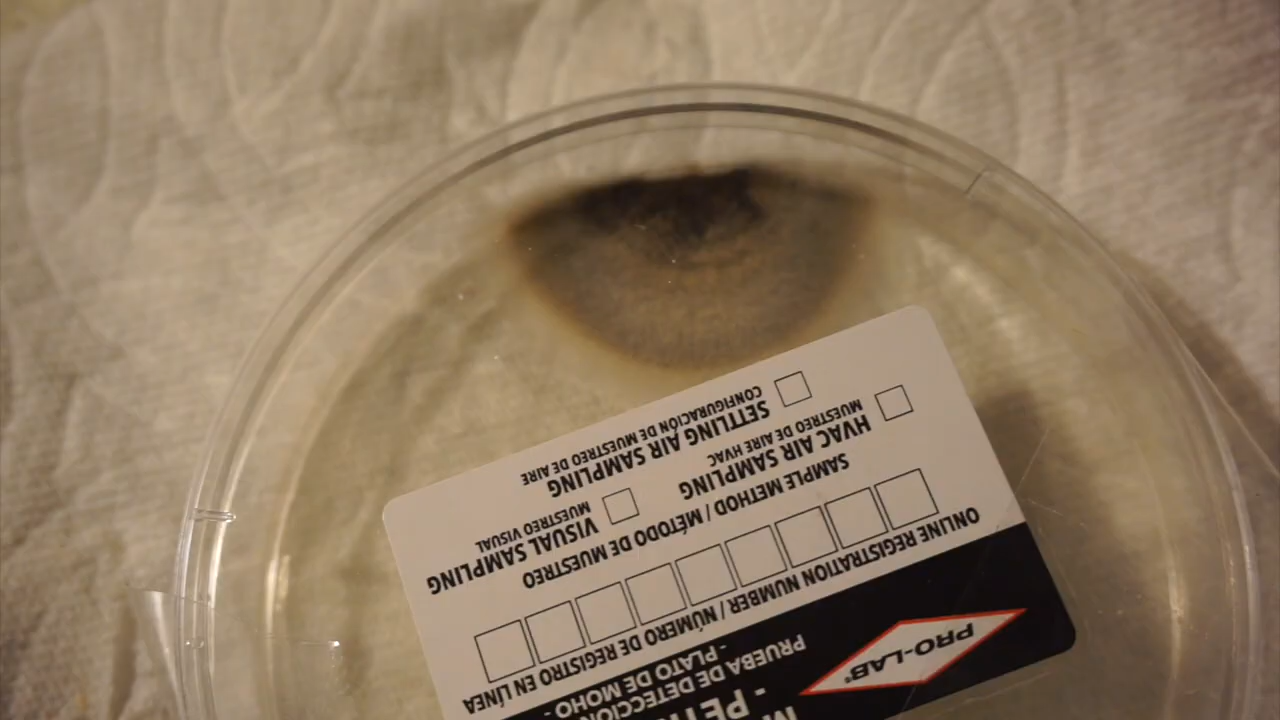 PRO-LAB®
M
- PETR
PRUEBA DE DETECCIÓN
- PLATO DE MOHO -
ONLINE REGISTRATION NUMBER / NÚMERO DE REGISTRO EN LÍNEA
SAMPLE METHOD / MÉTODO DE MUESTREO
HVAC AIR SAMPLING
MUESTREO DE AIRE HVAC
VISUAL SAMPLING
MUESTREO VISUAL
SETTLING AIR SAMPLING
CONFIGURACIÓN DE MUESTREO DE AIRE